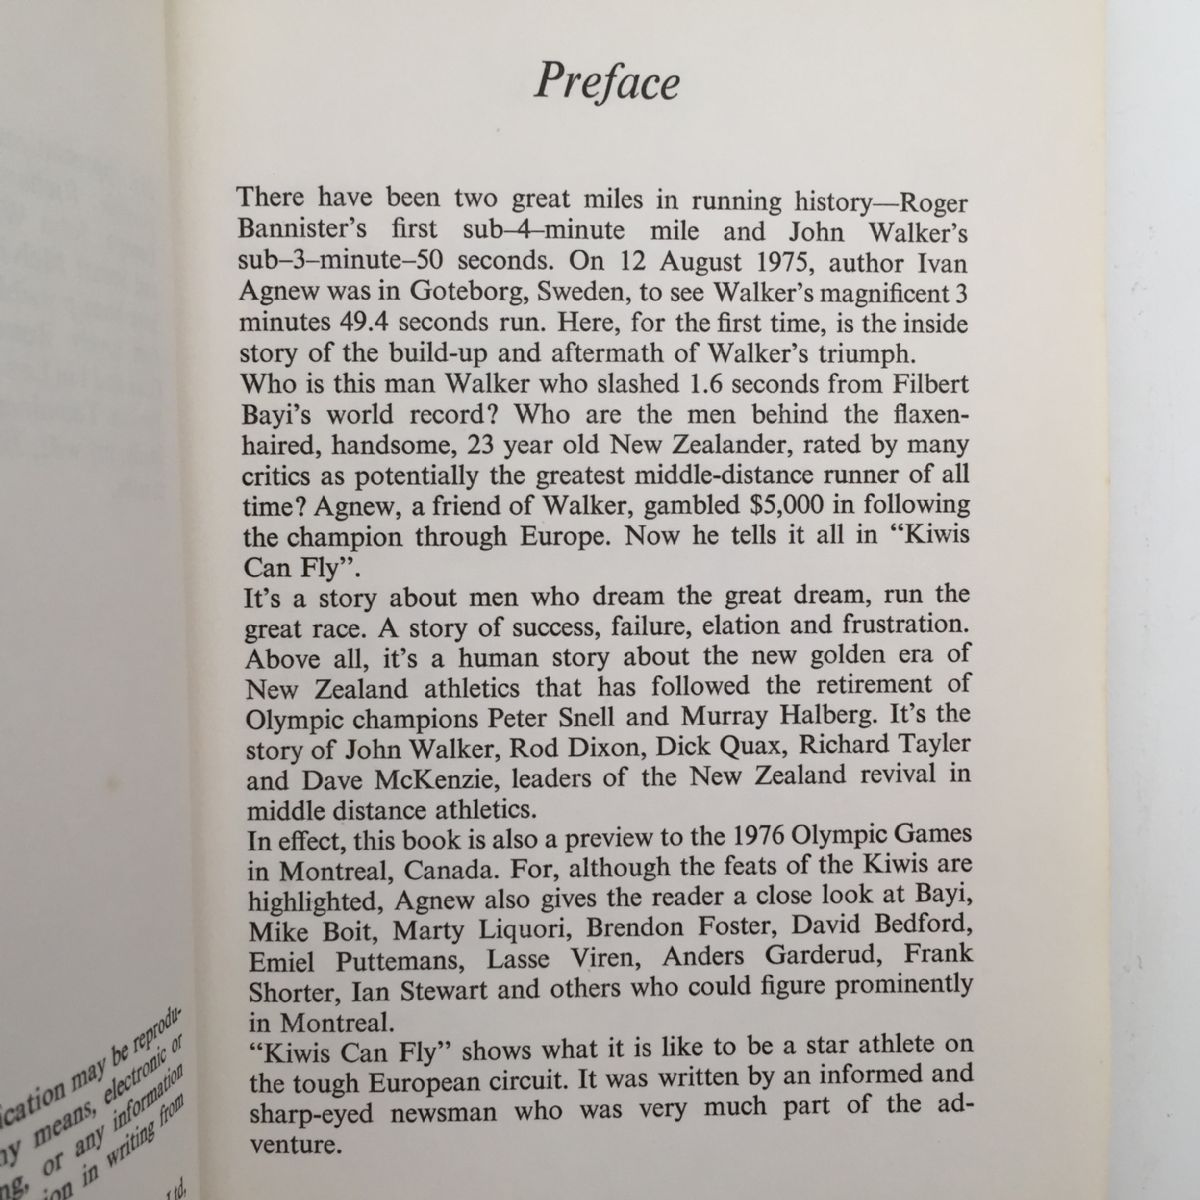 Preface
There have been two great miles in running history—Roger
Bannister's first sub–4–minute mile and John Walker's
sub–3–minute–50 seconds. On 12 August 1975, author Ivan
Agnew was in Goteborg, Sweden, to see Walker's magnificent 3
minutes 49.4 seconds run. Here, for the first time, is the inside
story of the build-up and aftermath of Walker's triumph.
Who is this man Walker who slashed 1.6 seconds from Filbert
Bayi's world record? Who are the men behind the flaxen-
haired, handsome, 23 year old New Zealander, rated by many
critics as potentially the greatest middle-distance runner of all
time? Agnew, a friend of Walker, gambled $5,000 in following
the champion through Europe. Now he tells it all in “Kiwis
Can Fly”.
It's a story about men who dream the great dream, run the
great race. A story of success, failure, elation and frustration.
Above all, it's a human story about the new golden era of
New Zealand athletics that has followed the retirement of
Olympic champions Peter Snell and Murray Halberg. It's the
story of John Walker, Rod Dixon, Dick Quax, Richard Tayler
and Dave McKenzie, leaders of the New Zealand revival in
middle distance athletics.
In effect, this book is also a preview to the 1976 Olympic Games
in Montreal, Canada. For, although the feats of the Kiwis are
highlighted, Agnew also gives the reader a close look at Bayi,
Mike Boit, Marty Liquori, Brendon Foster, David Bedford,
Emiel Puttemans, Lasse Viren, Anders Garderud, Frank
Shorter, Ian Stewart and others who could figure prominently
in Montreal.
“Kiwis Can Fly” shows what it is like to be a star athlete on
the tough European circuit. It was written by an informed and
sharp-eyed newsman who was very much part of the ad-
venture.
may be reprodu-
means, electronic or
or any information
in writing from
Ltd,